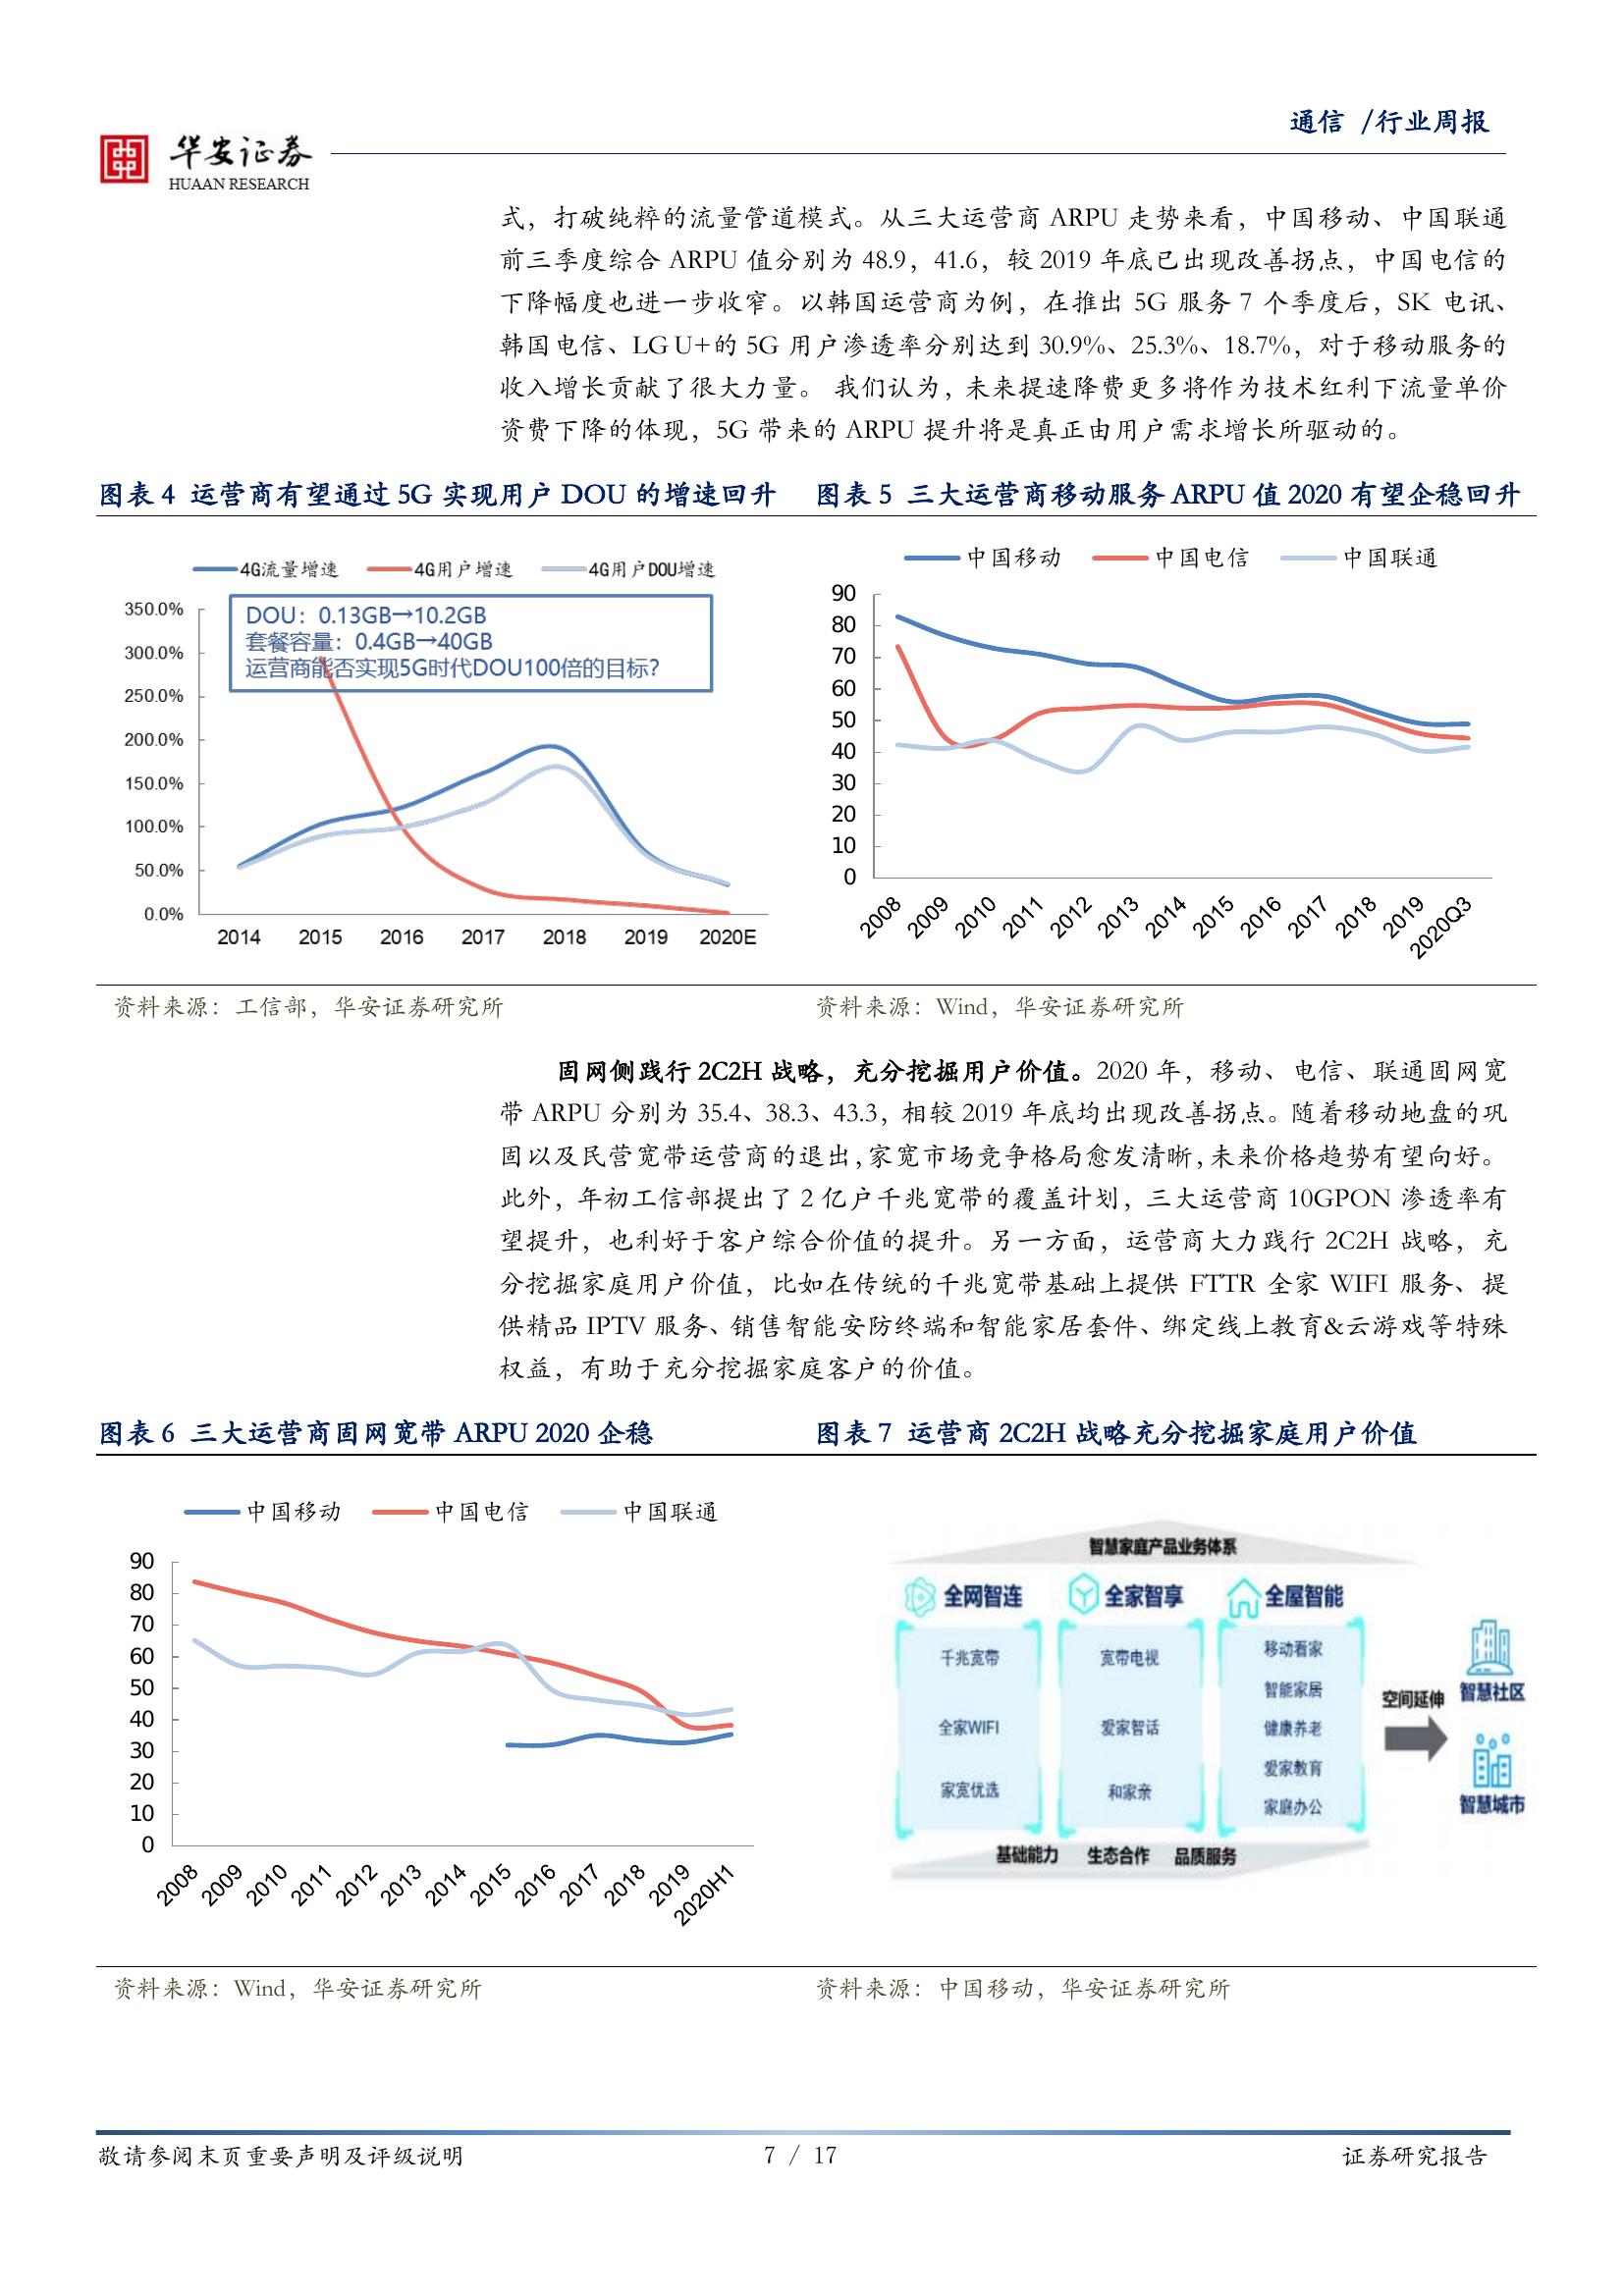 通信 /行业周报
华安证券
HUAAN RESEARCH
式，打破纯粹的流量管道模式。从三大运营商 ARPU 走势来看，中国移动、中国联通
前三季度综合 ARPU 值分别为 48.9，41.6，较 2019 年底已出现改善拐点，中国电信的
下降幅度也进一步收窄。以韩国运营商为例，在推出 5G 服务 7 个季度后，SK 电讯、
韩国电信、LG U+的 5G 用户渗透率分别达到 30.9%、25.3%、18.7%，对于移动服务的
收入增长贡献了很大力量。 我们认为，未来提速降费更多将作为技术红利下流量单价
资费下降的体现，5G 带来的 ARPU 提升将是真正由用户需求增长所驱动的。
图表 4 运营商有望通过 5G 实现用户 DOU 的增速回升
4G流量增速 4G用户增速 4G用户DOU增速
DOU：0.13GB→10.2GB
套餐容量：0.4GB→40GB
运营商能否实现5G时代DOU100倍的目标?
350.0%
300.0%
250.0%
200.0%
150.0%
100.0%
50.0%
0.0%
2014 2015 2016 2017 2018 2019 2020E
资料来源：工信部，华安证券研究所
图表 5 三大运营商移动服务 ARPU 值 2020 有望企稳回升
中国移动 中国电信 中国联通
90
80
70
60
50
40
30
20
10
0
2008 2009 2010 2011 2012 2013 2014 2015 2016 2017 2018 2019 2020Q3
资料来源：Wind，华安证券研究所
固网侧践行 2C2H 战略，充分挖掘用户价值。2020 年，移动、电信、联通固网宽
带 ARPU 分别为 35.4、38.3、43.3，相较 2019 年底均出现改善拐点。随着移动地盘的巩
固以及民营宽带运营商的退出，家宽市场竞争格局愈发清晰，未来价格趋势有望向好。
此外，年初工信部提出了 2 亿户千兆宽带的覆盖计划，三大运营商 10GPON 渗透率有
望提升，也利好于客户综合价值的提升。另一方面，运营商大力践行 2C2H 战略，充
分挖掘家庭用户价值，比如在传统的千兆宽带基础上提供 FTTR 全家 WIFI 服务、提
供精品 IPTV 服务、销售智能安防终端和智能家居套件、绑定线上教育&云游戏等特殊
权益，有助于充分挖掘家庭客户的价值。
图表 6 三大运营商固网宽带 ARPU 2020 企稳
中国移动 中国电信 中国联通
90
80
70
60
50
40
30
20
10
0
2008 2009 2010 2011 2012 2013 2014 2015 2016 2017 2018 2019 2020H1
资料来源：Wind，华安证券研究所
图表 7 运营商 2C2H 战略充分挖掘家庭用户价值
智慧家庭产品业务体系
全网智连
千兆宽带
全家WIFI
家宽优选
全家智享
宽带电视
爱家智话
和家亲
全屋智能
移动看家
智能家居
健康养老
爱家教育
家庭办公
空间延伸
智慧社区
智慧城市
基础能力 生态合作 品质服务
资料来源：中国移动，华安证券研究所
敬请参阅末页重要声明及评级说明 7 / 17 证券研究报告